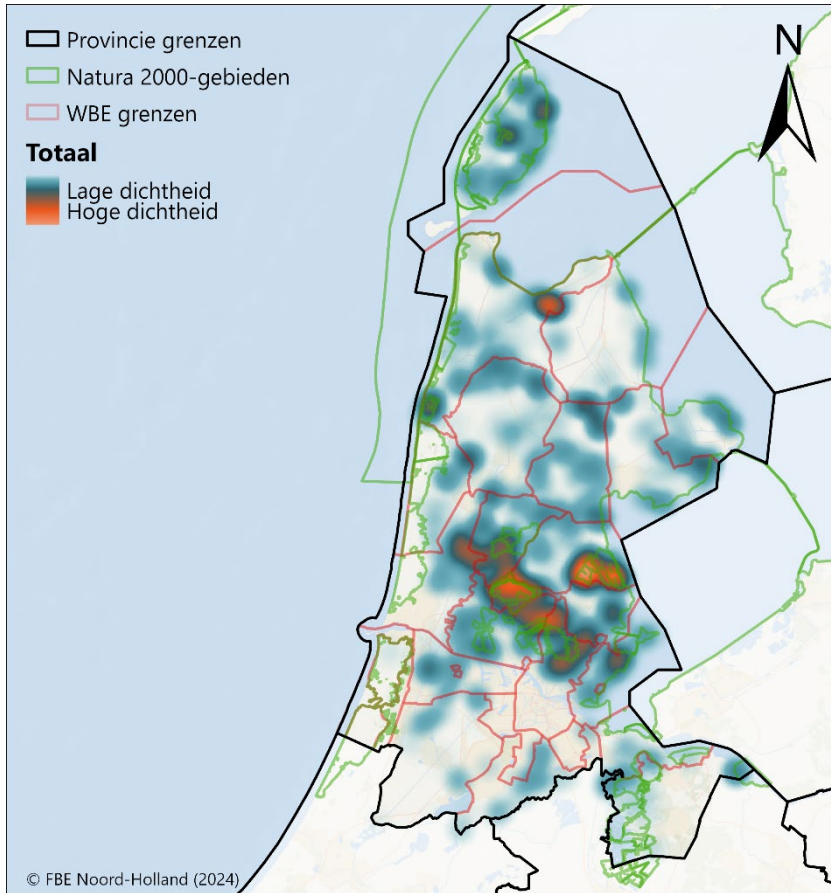 Provincie grenzen
Natura 2000-gebieden
WBE grenzen
Totaal
Lage dichtheid
Hoge dichtheid
N
© FBE Noord-Holland (2024)